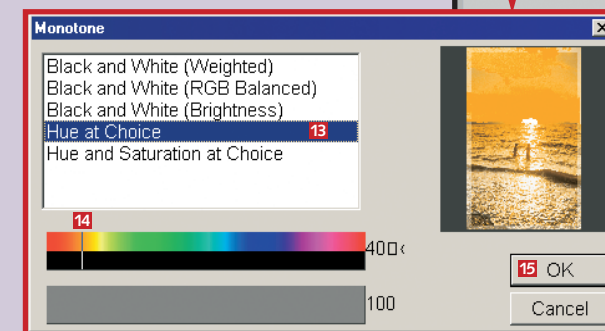 Monotone
Black and White (Weighted)
Black and White (RGB Balanced)
Black and White (Brightness)
Hue at Choice 13
Hue and Saturation at Choice
14
40
100
15 OK
Cancel